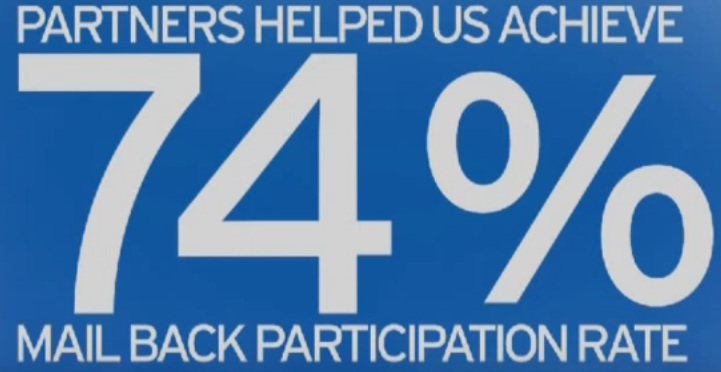 PARTNERS HELPED US ACHIEVE
74%
MAIL BACK PARTICIPATION RATE